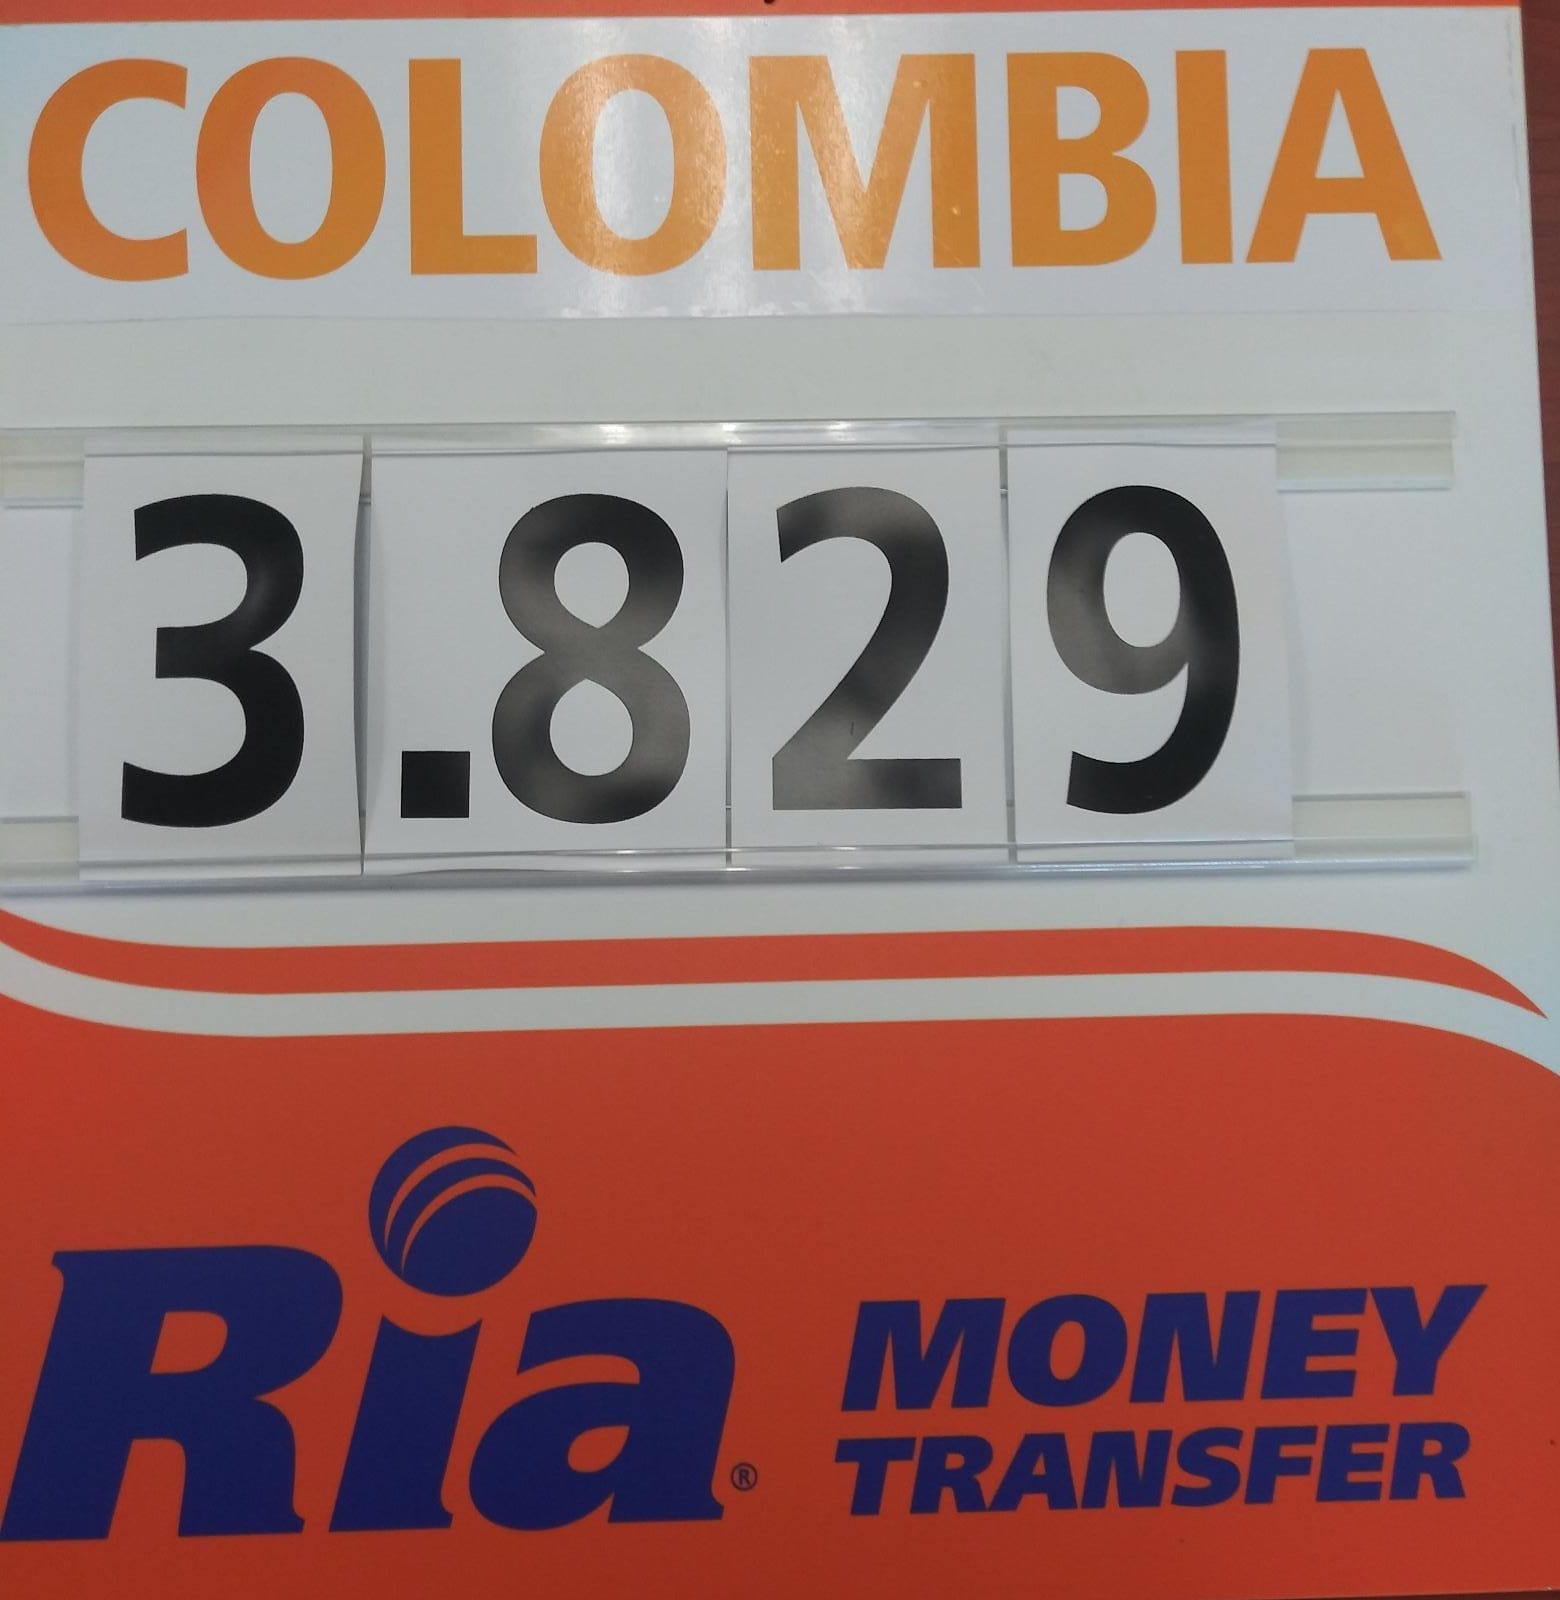 COLOMBIA
3.829
Ria® MONEY
TRANSFER